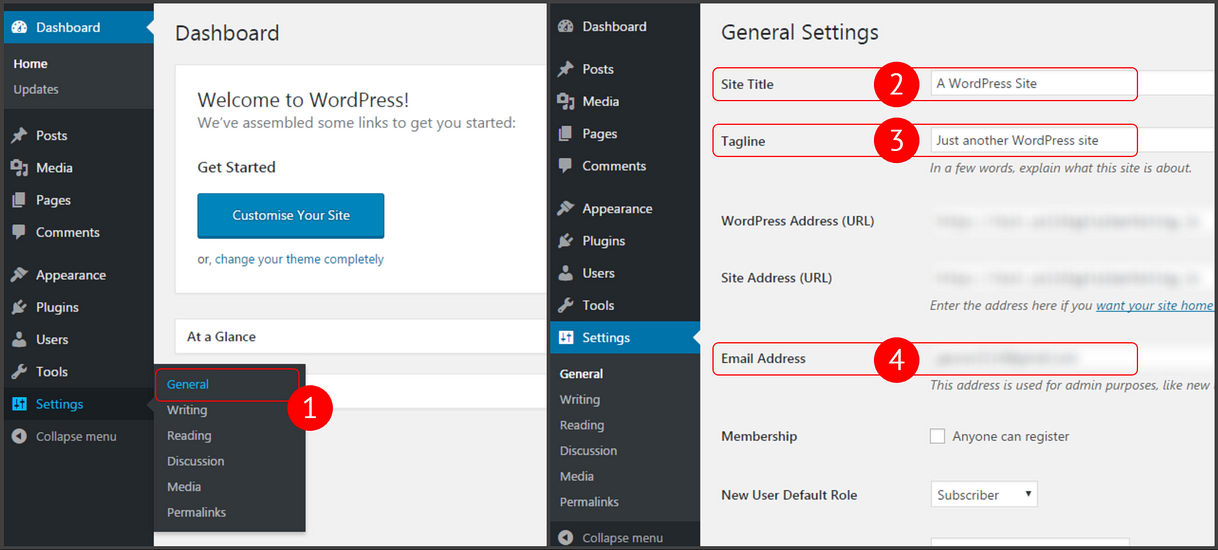 Dashboard
Home
Updates
Posts
Media
Pages
Comments
Appearance
Plugins
Users
Tools
Settings
Collapse menu
Dashboard
Welcome to WordPress!
We've assembled some links to get you started:
Get Started
Customise Your Site
or, change your theme completely
At a Glance
General
1
Writing
Reading
Discussion
Media
Permalinks
Dashboard
Posts
Media
Pages
Comments
Appearance
Plugins
Users
Tools
Settings
General
Writing
Reading
Discussion
Media
Permalinks
Collapse menu
General Settings
Site Title 2 A WordPress Site
Tagline 3 Just another WordPress site
In a few words, explain what this site is about.
WordPress Address (URL)
Site Address (URL)
Enter the address here if you want your site home
Email Address 4
This address is used for admin purposes, like new
Membership Anyone can register
New User Default Role Subscriber